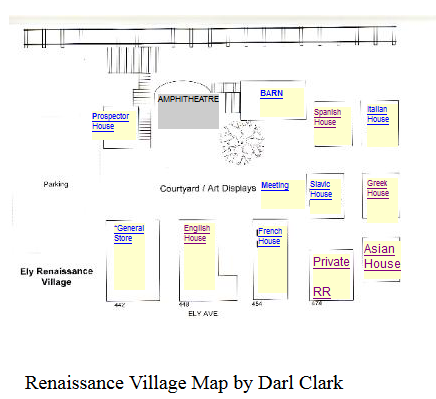 AMPHITHEATRE
BARN
Prospector
House
Spanish
House
Italian
House
Parking
Courtyard / Art Displays
Meeting
Slavic
House
Greek
House
*General
Store
English
House
French
House
Private
RR
Asian
House
Ely Renaissance
Village
442
448
454
474
ELY AVE
Renaissance Village Map by Darl Clark